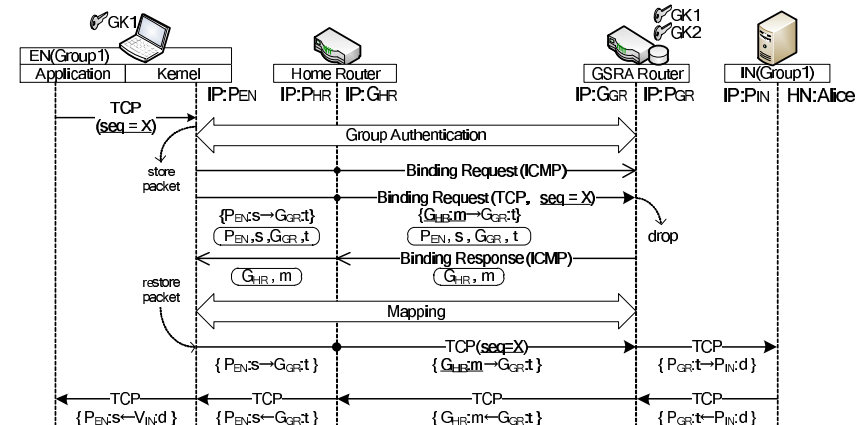 GK1
GK1
GK2
EN(Group1)
Application Kernel
Home Router
GSRA Router
IN(Group1)
IP:PEN IP:PHR IP:GHR IP:GGR IP:PGR IP:PIN HN:Alice
TCP
(seq = X)
Group Authentication
store
packet
Binding Request (ICMP)
Binding Request (TCP, seq = X)
{PEN:s→GGR:t} {GHR:m→GGR:t}
drop
PEN, s, GGR, t PEN, s, GGR, t
Binding Response (ICMP)
GHR, m GHR, m
restore
packet
Mapping
TCP(seq=X) TCP
{PEN:s→GGR:t} {GHR:m→GGR:t} {PGR:t→PIN:d}
TCP TCP TCP TCP
{PEN:s←VIN:d} {PEN:s←GGR:t} {GHR:m←GGR:t} {PGR:t←PIN:d}